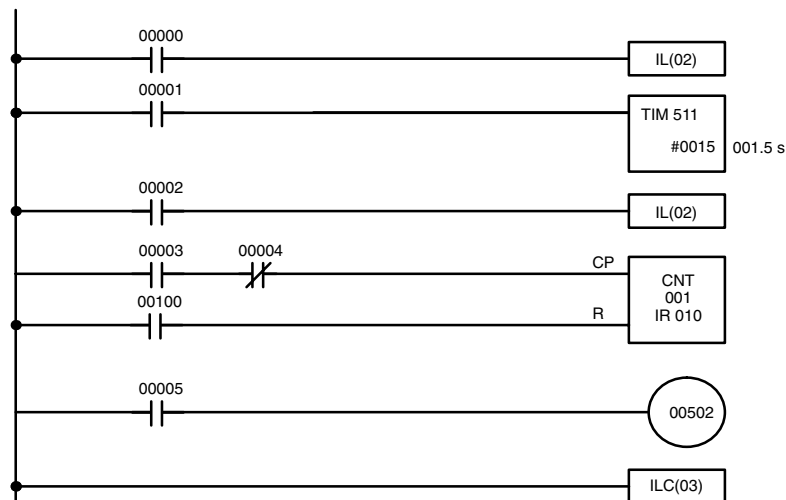 00000
IL(02)
00001
TIM 511
#0015 001.5 s
00002
IL(02)
00003 00004
CP
CNT
001
IR 010
00100
R
00005
00502
ILC(03)